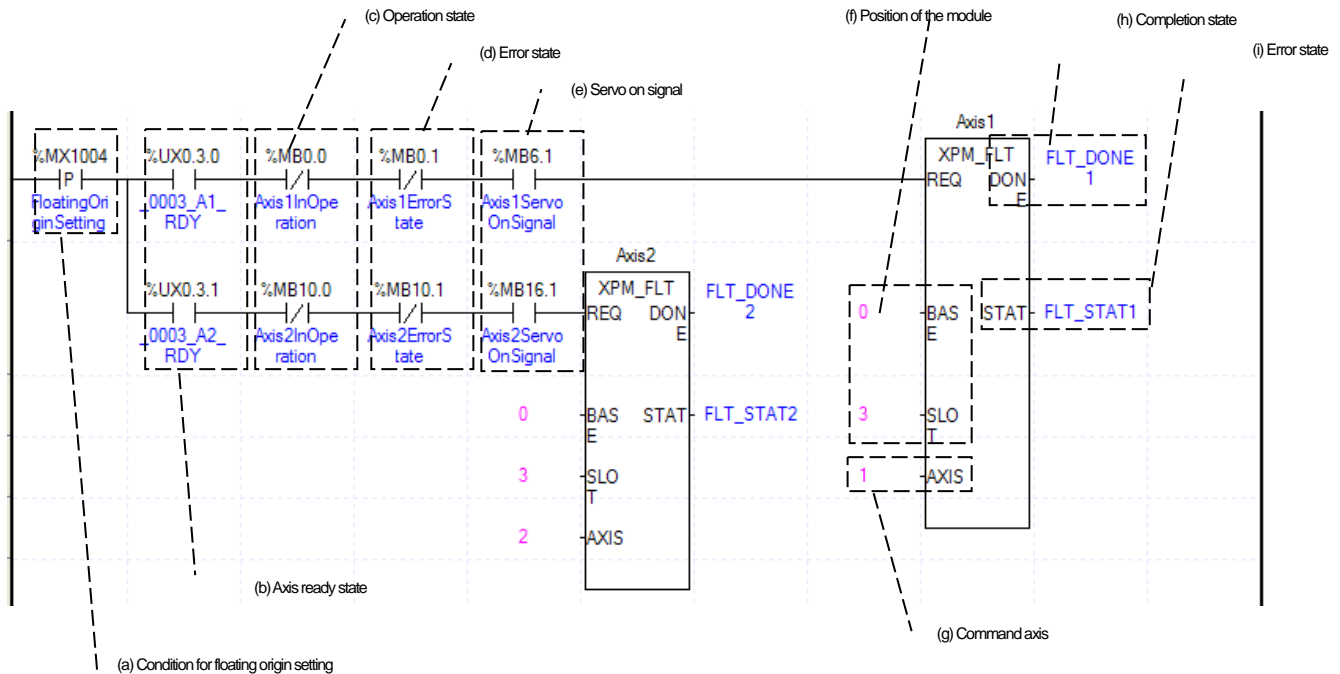 (c) Operation state
(f) Position of the module
(h) Completion state
(d) Error state
(i) Error state
(e) Servo on signal
Axis1
%MX1004
%UX0.3.0
%MB0.0
%MB0.1
%MB6.1
XPM_FLT
FLT_DONE
1
P
REQ
DON
E
FloatingOri
ginSetting
_0003_A1_
RDY
Axis1InOpe
ration
Axis1ErrorS
tate
Axis1Servo
OnSignal
Axis2
%UX0.3.1
%MB10.0
%MB10.1
%MB16.1
XPM_FLT
FLT_DONE
2
REQ
DON
E
0
BAS
E
STAT
FLT_STAT1
_0003_A2_
RDY
Axis2InOpe
ration
Axis2ErrorS
tate
Axis2Servo
OnSignal
0
BAS
E
STAT
FLT_STAT2
3
SLO
T
3
SLO
T
1
AXIS
2
AXIS
(b) Axis ready state
(g) Command axis
(a) Condition for floating origin setting